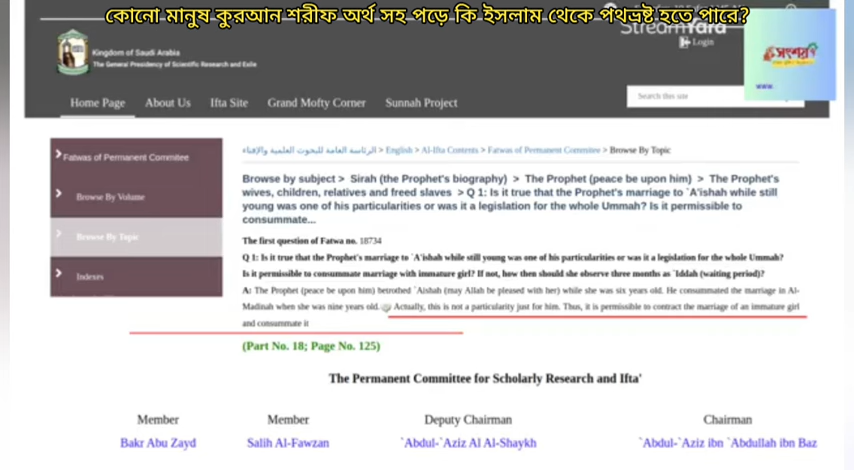 কোনো মানুষ কুরআন শরীফ অর্থ সহ পড়ে কি ইসলাম থেকে পথভ্রষ্ট হতে পারে?
StreamYard
Login
সংশয়
www.
Kingdom of Saudi Arabia
The General Presidency of Scientific Research and
Home Page About Us Ifta Site Grand Mofty Corner Sunnah Project
Search this site
Fatwas of Permanent Commitee
Browse By Volume
Browse By Topic
Indexes
الرئاسة العامة للبحوث العلمية والإفتاء > English > Al-Ifta Contents > Fatwas of Permanent Committee > Browse By Topic
Browse by subject > Sirah (the Prophet's biography) > The Prophet (peace be upon him) > The Prophet's
wives, children, relatives and freed slaves > Q 1: Is it true that the Prophet's marriage to `A'ishah while still
young was one of his particularities or was it a legislation for the whole Ummah? Is it permissible to
consummate...
The first question of Fatwa no. 18734
Q 1: Is it true that the Prophet's marriage to `A'ishah while still young was one of his particularities or was it a legislation for the whole Ummah?
Is it permissible to consummate marriage with immature girl? If not, how then should she observe three months as `Iddah (waiting period)?
A: The Prophet (peace be upon him) betrothed `Aishah (may Allah be pleased with her) while she was six years old. He consummated the marriage in Al-
Madinah when she was nine years old. Actually, this is not a particularity just for him. Thus, it is permissible to contract the marriage of an immature girl
and consummate it
(Part No. 18; Page No. 125)
The Permanent Committee for Scholarly Research and Ifta'
Member Member Deputy Chairman Chairman
Bakr Abu Zayd Salih Al-Fawzan `Abdul-`Aziz Al Al-Shaykh `Abdul-`Aziz ibn `Abdullah ibn Baz